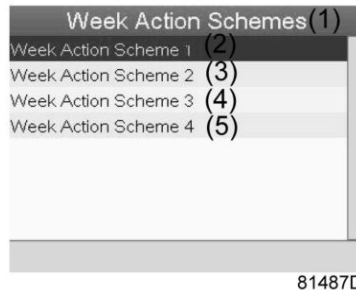 Week Action Schemes(1)
Week Action Scheme 1 (2)
Week Action Scheme 2 (3)
Week Action Scheme 3 (4)
Week Action Scheme 4 (5)
81487D